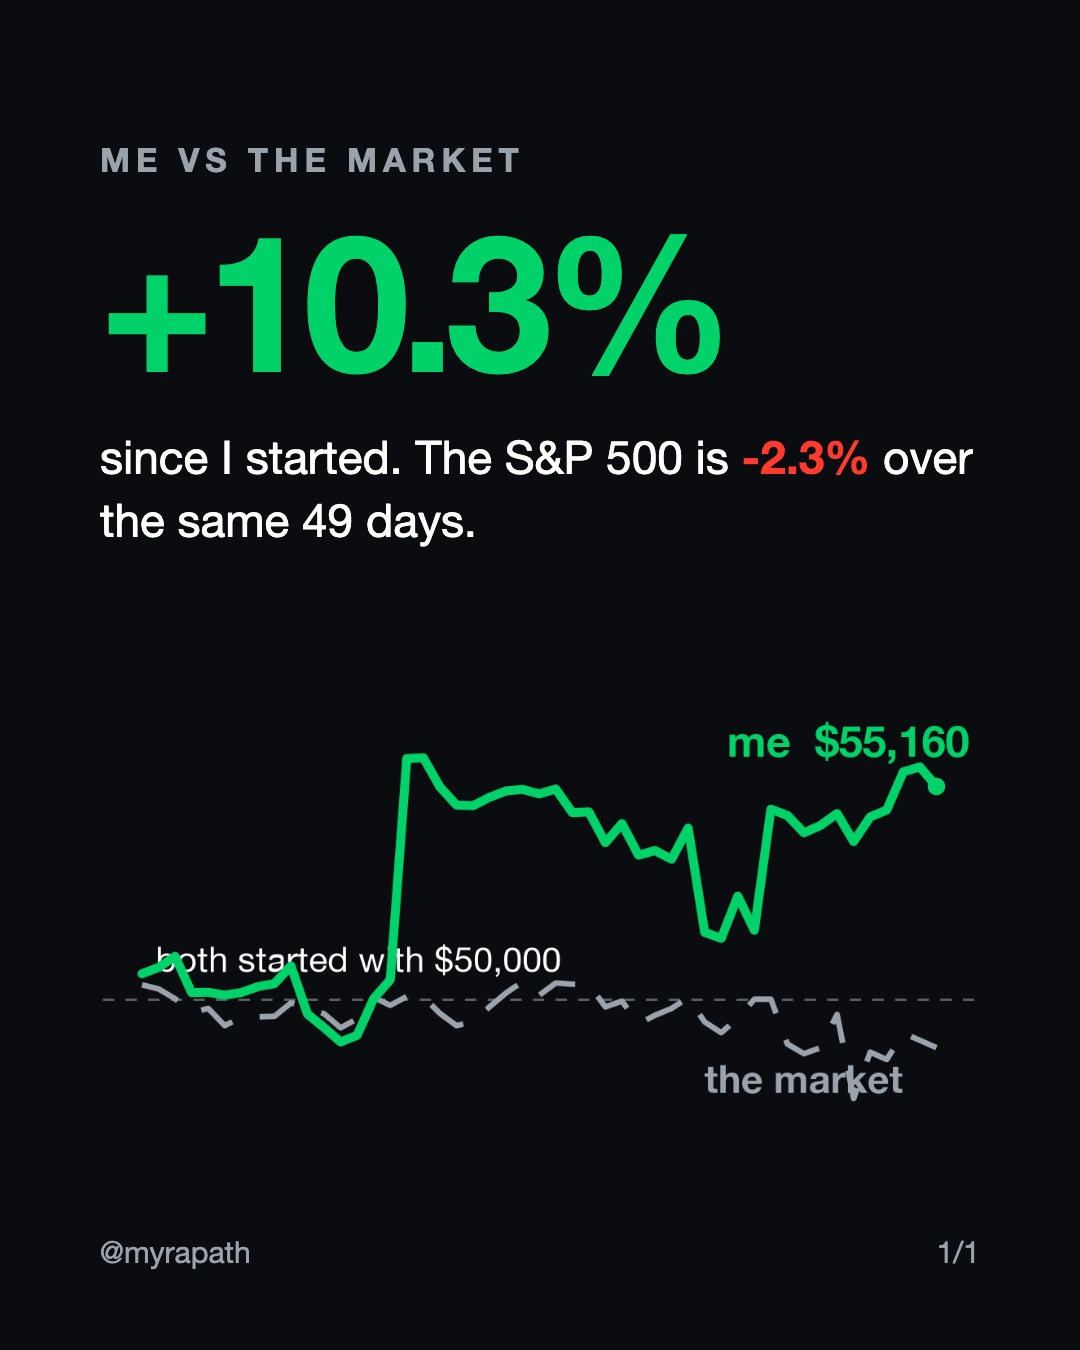 ME VS THE MARKET
+10.3%
since I started. The S&P 500 is -2.3% over
the same 49 days.
me $55,160
both started with $50,000
the market
@myrapath
1/1